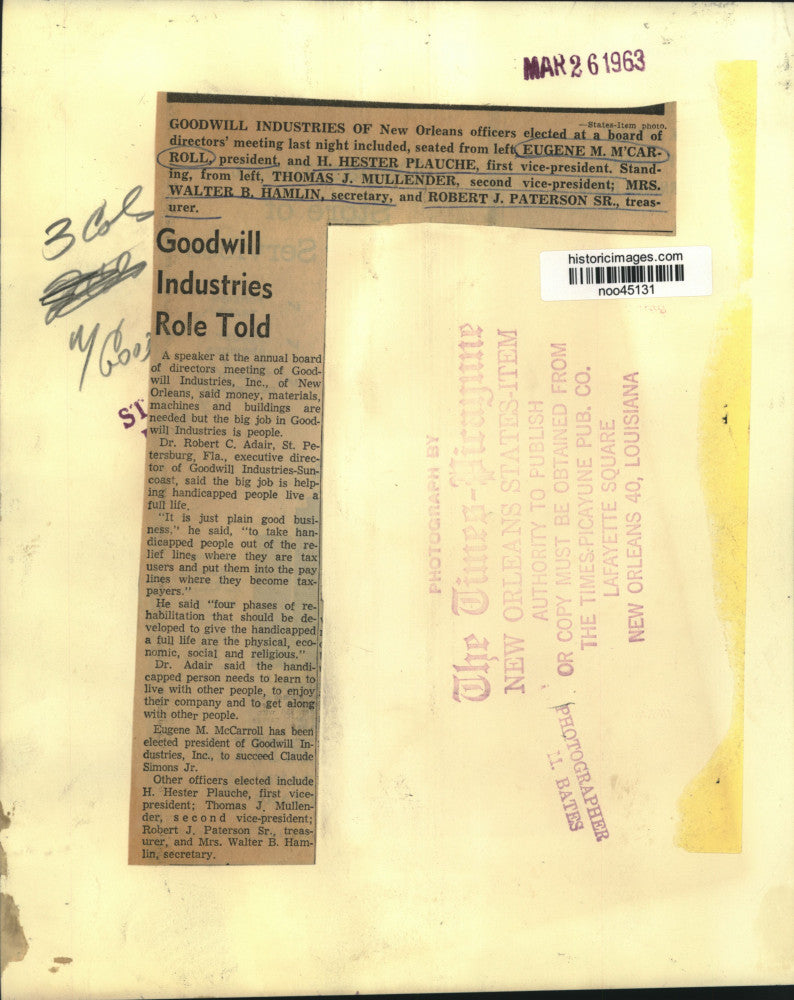 MAR 26 1963
—States-Item photo.
GOODWILL INDUSTRIES OF New Orleans officers elected at a board of
directors' meeting last night included, seated from left, EUGENE M. M'CAR-
ROLL, president, and H. HESTER PLAUCHE, first vice-president. Stand-
ing, from left, THOMAS J. MULLENDER, second vice-president; MRS.
WALTER B. HAMLIN, secretary, and ROBERT J. PATERSON SR., treas-
urer.
3 Cols
Goodwill
Industries
Role Told
A speaker at the annual board
of directors meeting of Good-
will Industries, Inc., of New
Orleans, said money, materials,
machines and buildings are
needed but the big job in Good-
will Industries is people.
Dr. Robert C. Adair, St. Pe-
tersburg, Fla., executive direc-
tor of Goodwill Industries-Sun-
coast, said the big job is help-
ing handicapped people live a
full life.
"It is just plain good busi-
ness," he said, "to take han-
dicapped people out of the re-
lief lines where they are tax
users and put them into the pay
lines where they become tax-
payers."
He said "four phases of re-
habilitation that should be de-
veloped to give the handicapped
a full life are the physical, eco-
nomic, social and religious."
Dr. Adair said the handi-
capped person needs to learn to
live with other people, to enjoy
their company and to get along
with other people.
Eugene M. McCarroll has been
elected president of Goodwill In-
dustries, Inc., to succeed Claude
Simons Jr.
Other officers elected include
H. Hester Plauche, first vice-
president; Thomas J. Mullen-
der, second vice-president;
Robert J. Paterson Sr., treas-
urer, and Mrs. Walter B. Ham-
lin, secretary.
ST
historicimages.com
noo45131
PHOTOGRAPH BY
The Times-Picayune
NEW ORLEANS STATES-ITEM
AUTHORITY TO PUBLISH
OR COPY MUST BE OBTAINED FROM
THE TIMES-PICAYUNE PUB. CO.
LAFAYETTE SQUARE
NEW ORLEANS 40, LOUISIANA
PHOTOGRAPHER
BATES